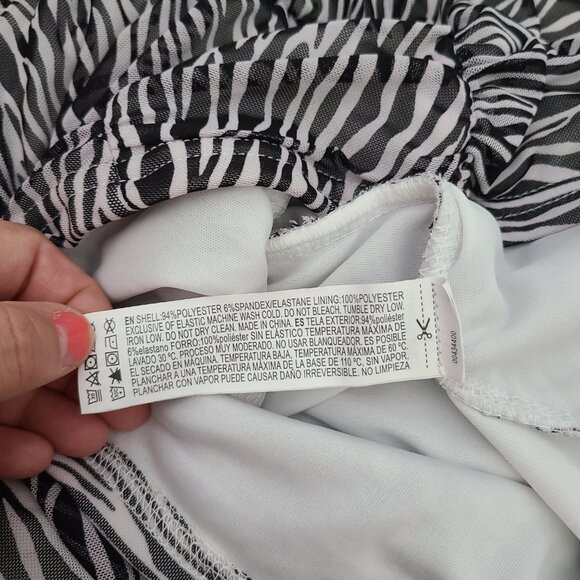 EN SHELL:94%POLYESTER 6%SPANDEX/ELASTANE LINING:100%POLYESTER
EXCLUSIVE OF ELASTIC MACHINE WASH COLD. DO NOT BLEACH. TUMBLE DRY LOW.
IRON LOW. DO NOT DRY CLEAN. MADE IN CHINA. ES TELA EXTERIOR:94%poliéster
6%elastano FORRO:100%poliéster SIN ELÁSTICO TEMPERATURA MÁXIMA DE
LAVADO 30 ºC. PROCESO MUY MODERADO. NO USAR BLANQUEADOR. ES POSIBLE
EL SECADO EN MÁQUINA. TEMPERATURA BAJA, TEMPERATURA MÁXIMA DE 60 ºC.
PLANCHAR A UNA TEMPERATURA MÁXIMA DE LA BASE DE 110 ºC, SIN VAPOR.
PLANCHAR CON VAPOR PUEDE CAUSAR DAÑO IRREVERSIBLE. NO LIMPIEZA